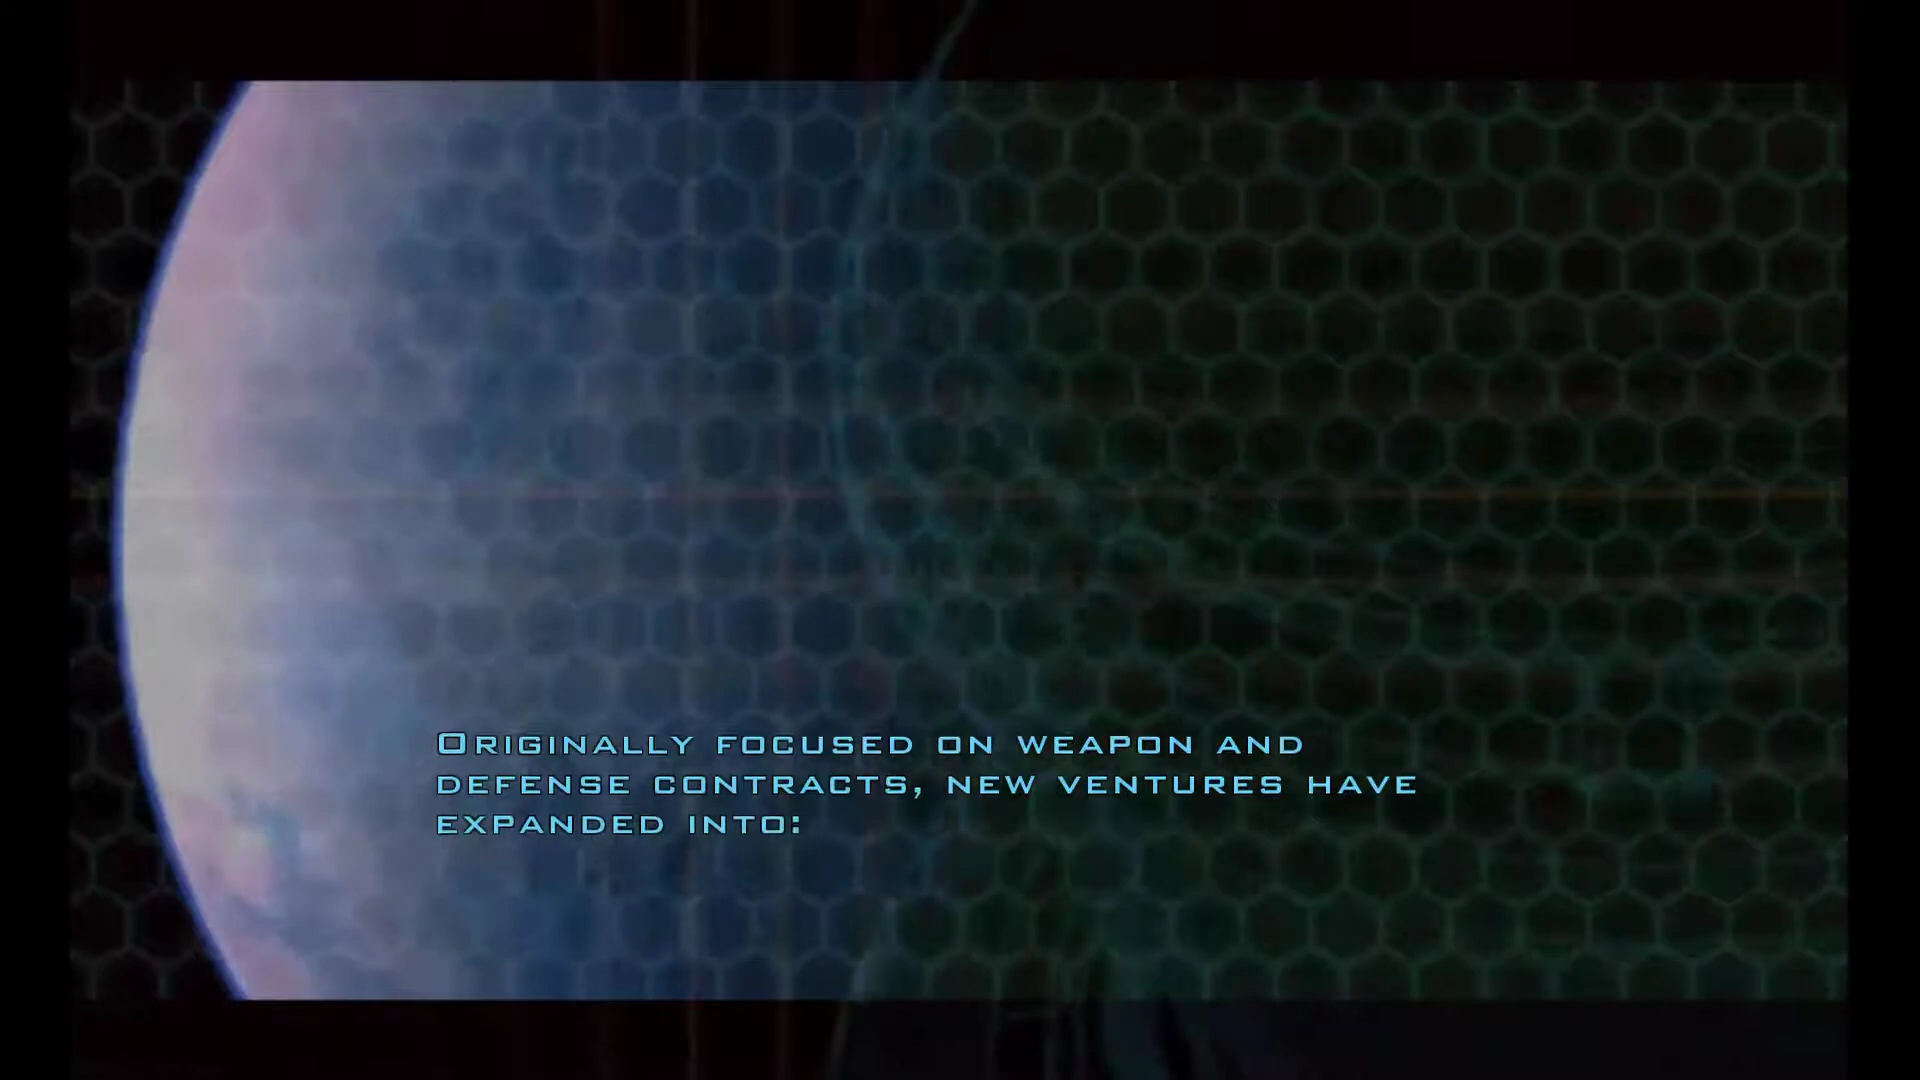 Originally focused on weapon and
defense contracts, new ventures have
expanded into: